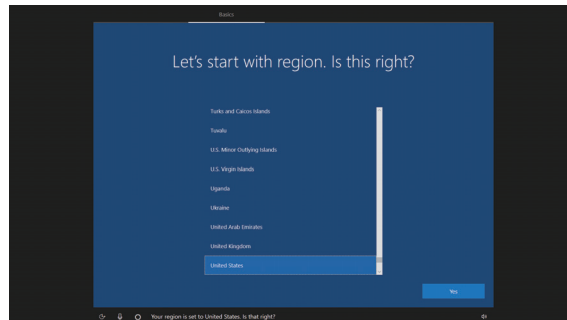 Basics
Let's start with region. Is this right?
Turks and Caicos Islands
Tuvalu
U.S. Minor Outlying Islands
U.S. Virgin Islands
Uganda
Ukraine
United Arab Emirates
United Kingdom
United States
Yes
Your region is set to United States. Is that right?